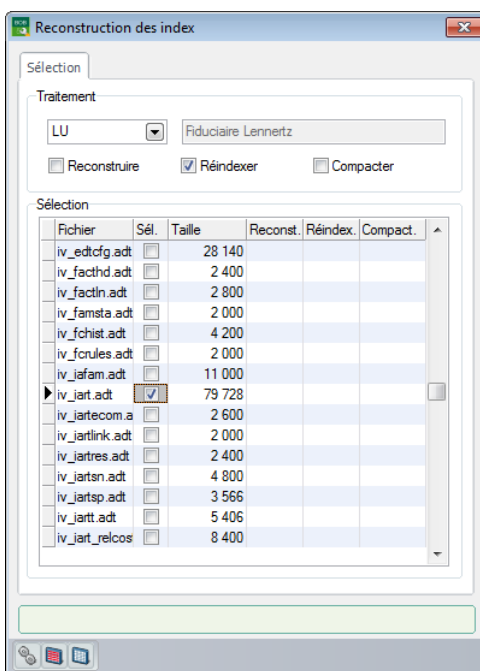 Reconstruction des index
Sélection
Traitement
LU Fiduciaire Lennertz
Reconstruire Réindexer Compacter
Sélection
Fichier Sél. Taille Reconst. Réindex. Compact.
iv_edtcfg.adt 28 140
iv_facthd.adt 2 400
iv_factln.adt 2 800
iv_famsta.adt 2 000
iv_fchist.adt 4 200
iv_fcrules.adt 2 000
iv_iafam.adt 11 000
iv_iart.adt 79 728
iv_iartecom.a 2 600
iv_iartlink.adt 2 000
iv_iartres.adt 2 400
iv_iartsn.adt 4 800
iv_iartsp.adt 3 566
iv_iartt.adt 5 406
iv_iart_relcos 8 400